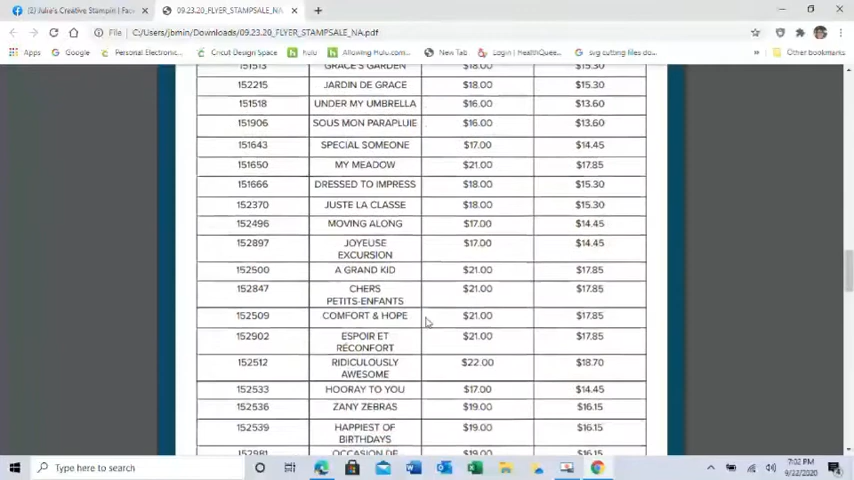 (2) Julie's Creative Stampin' | Fac
09.23.20_FLYER_STAMPSALE_NA.
File | C:/Users/jbmin/Downloads/09.23.20_FLYER_STAMPSALE_NA.pdf
Apps Google Personal Electronic... Cricut Design Space hulu Allowing Hulu.com... New Tab Login | HealthQuee... svg cutting files do... »
151513 GRACE'S GARDEN $18.00 $15.30
152215 JARDIN DE GRACE $18.00 $15.30
151518 UNDER MY UMBRELLA $16.00 $13.60
151906 SOUS MON PARAPLUIE $16.00 $13.60
151643 SPECIAL SOMEONE $17.00 $14.45
151650 MY MEADOW $21.00 $17.85
151666 DRESSED TO IMPRESS $18.00 $15.30
152370 JUSTE LA CLASSE $18.00 $15.30
152496 MOVING ALONG $17.00 $14.45
152897 JOYEUSE $17.00 $14.45
EXCURSION
152500 A GRAND KID $21.00 $17.85
152847 CHERS $21.00 $17.85
PETITS-ENFANTS
152509 COMFORT & HOPE $21.00 $17.85
152902 ESPOIR ET $21.00 $17.85
RÉCONFORT
152512 RIDICULOUSLY $22.00 $18.70
AWESOME
152533 HOORAY TO YOU $17.00 $14.45
152536 ZANY ZEBRAS $19.00 $16.15
152539 HAPPIEST OF $19.00 $16.15
BIRTHDAYS
152981 OCCASION DE $19.00 $16.15
Type here to search
7:02 PM
9/22/2020